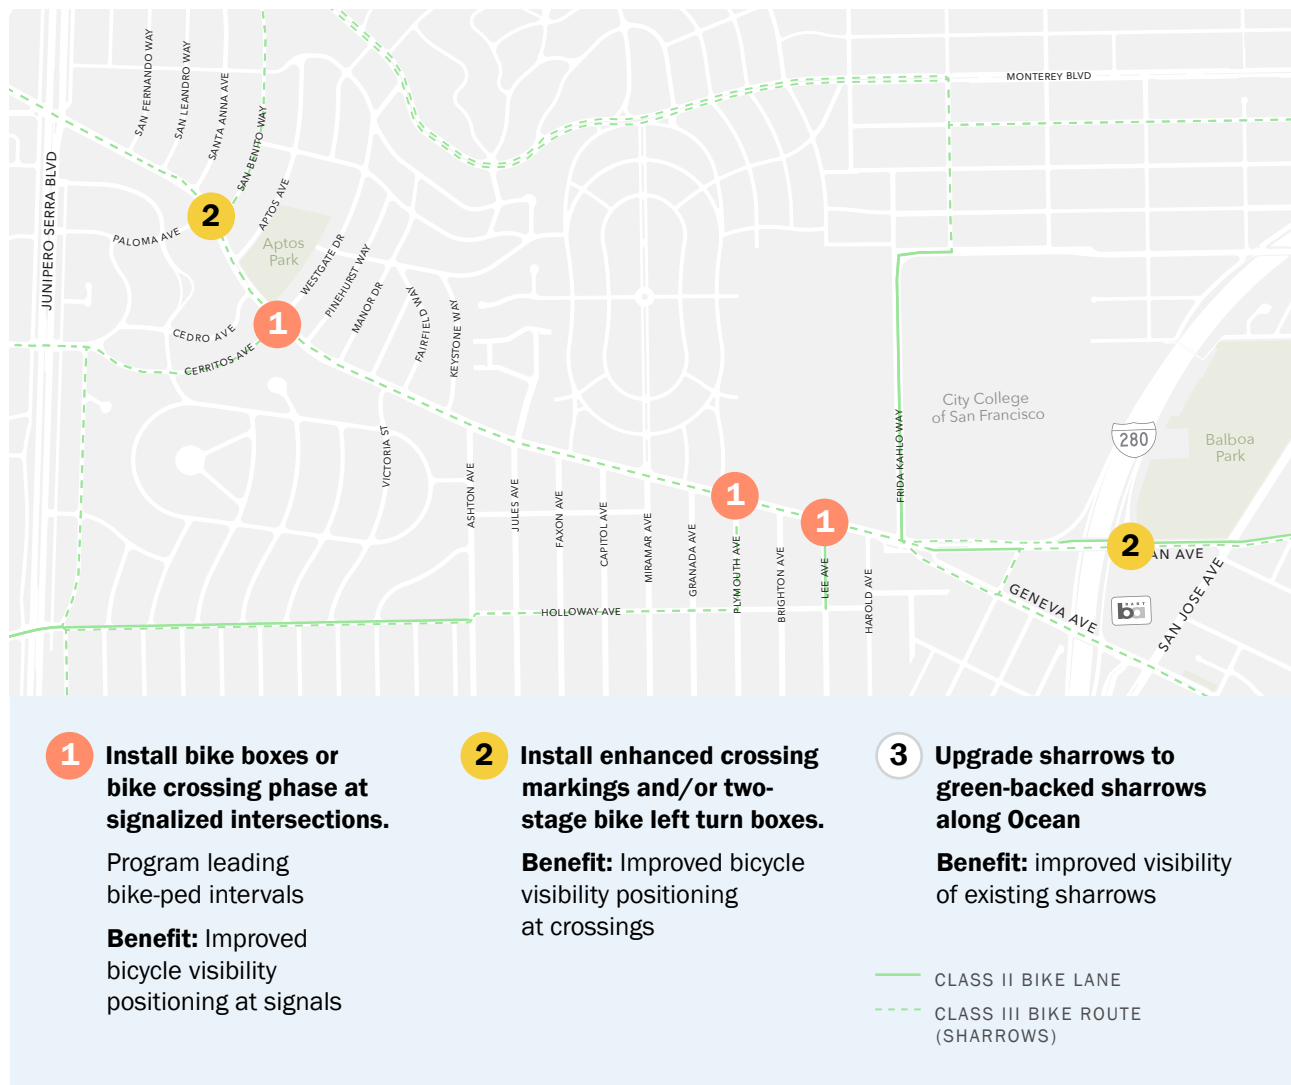 MONTEREY BLVD
SAN FERNANDO WAY
SAN LEANDRO WAY
SANTA ANNA AVE
SAN BENITO WAY
JUNIPERO SERRA BLVD
APTOS AVE
2
PALOMA AVE
Aptos
Park
WESTGATE DR
PINEHURST WAY
MANOR DR
FAIRFIELD WAY
KEYSTONE WAY
1
CEDRO AVE
CERRITOS AVE
VICTORIA ST
City College
of San Francisco
FRIDA KAHLO WAY
280
Balboa
Park
ASHTON AVE
JULES AVE
FAXON AVE
CAPITOL AVE
MIRAMAR AVE
GRANADA AVE
1
PLYMOUTH AVE
BRIGHTON AVE
1
LEE AVE
HAROLD AVE
2
AN AVE
HOLLOWAY AVE
GENEVA AVE
BART
ba
SAN JOSE AVE
1 Install bike boxes or
bike crossing phase at
signalized intersections.
Program leading
bike-ped intervals
Benefit: Improved
bicycle visibility
positioning at signals
2 Install enhanced crossing
markings and/or two-
stage bike left turn boxes.
Benefit: Improved bicycle
visibility positioning
at crossings
3 Upgrade sharrows to
green-backed sharrows
along Ocean
Benefit: improved visibility
of existing sharrows
CLASS II BIKE LANE
CLASS III BIKE ROUTE
(SHARROWS)